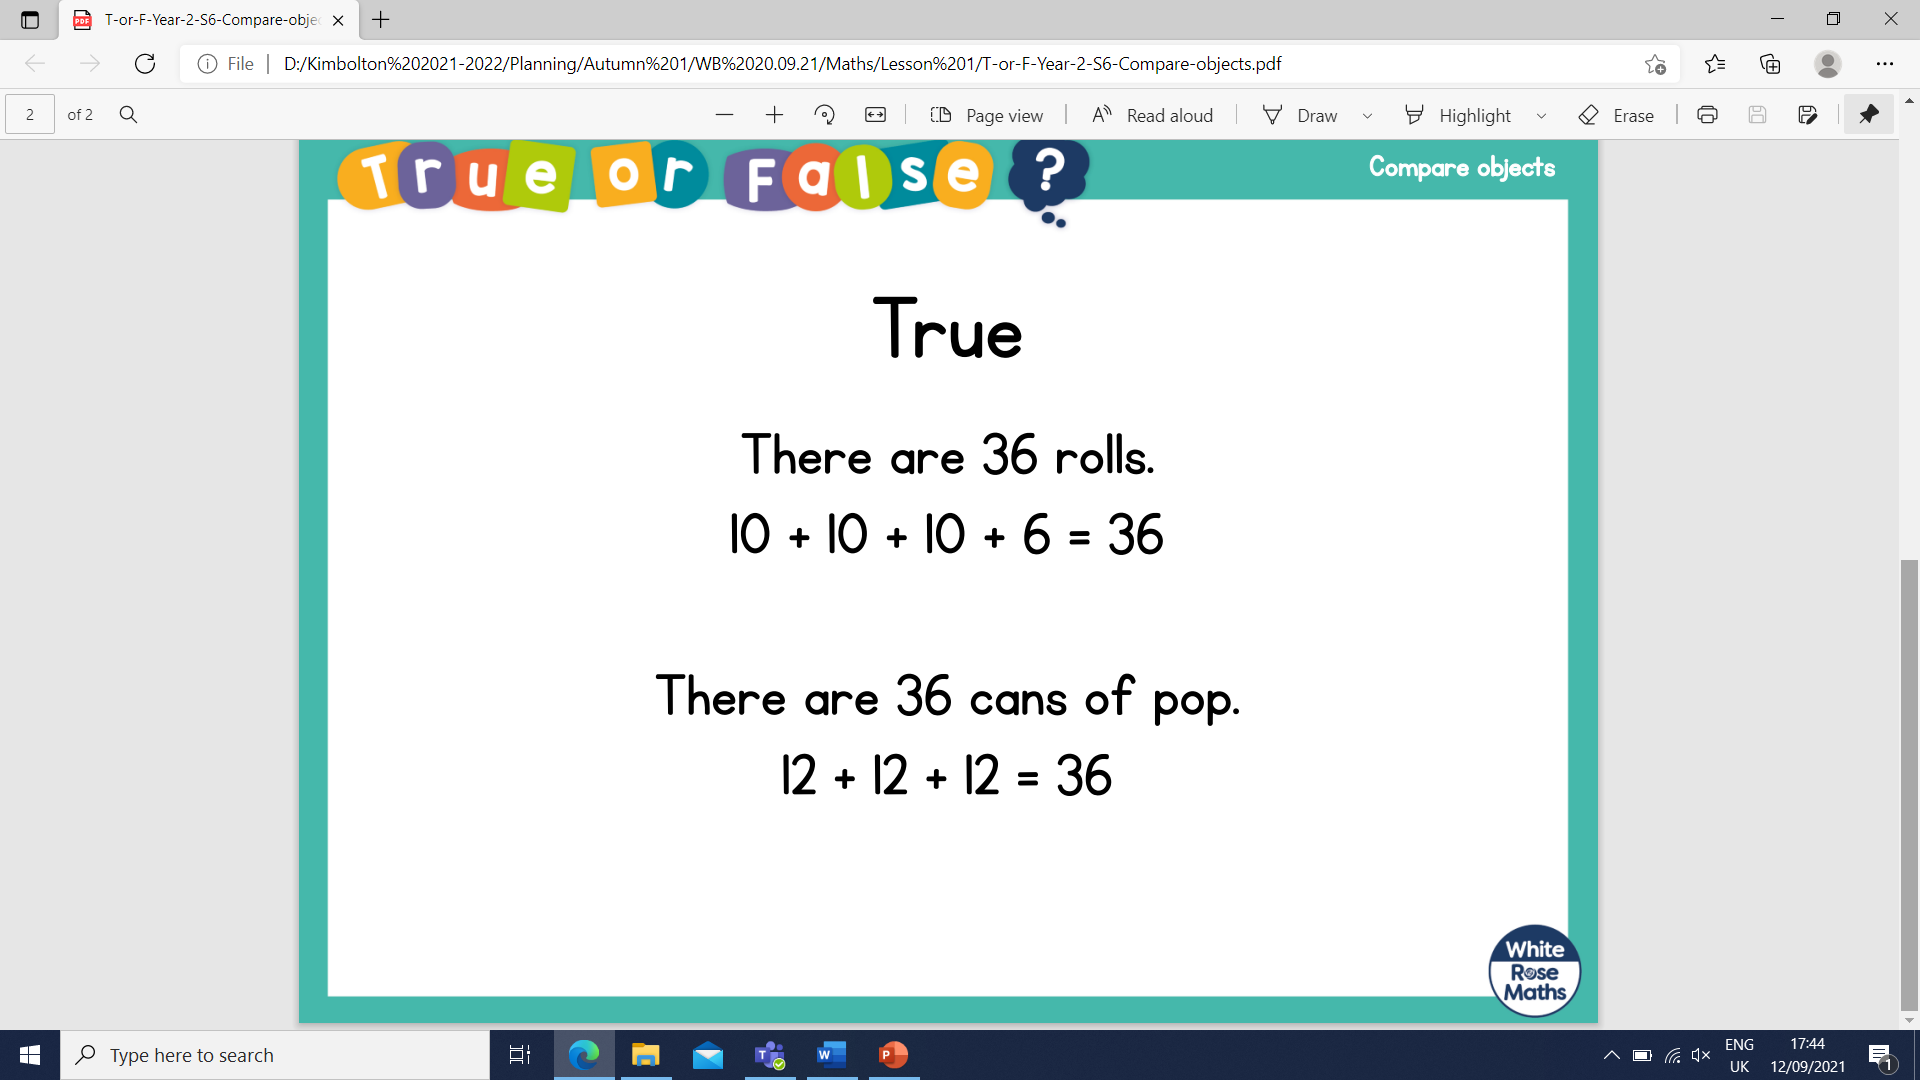 T-or-F-Year-2-S6-Compare-obje
File
D:/Kimbolton%202021-2022/Planning/Autumn%201/WB%2020.09.21/Maths/Lesson%201/T-or-F-Year-2-S6-Compare-objects.pdf
2 of 2
Page view
Read aloud
Draw
Highlight
Erase
True or False ?
Compare objects
True
There are 36 rolls.
10 + 10 + 10 + 6 = 36
There are 36 cans of pop.
12 + 12 + 12 = 36
White
Rose
Maths
Type here to search
ENG
UK
17:44
12/09/2021
1